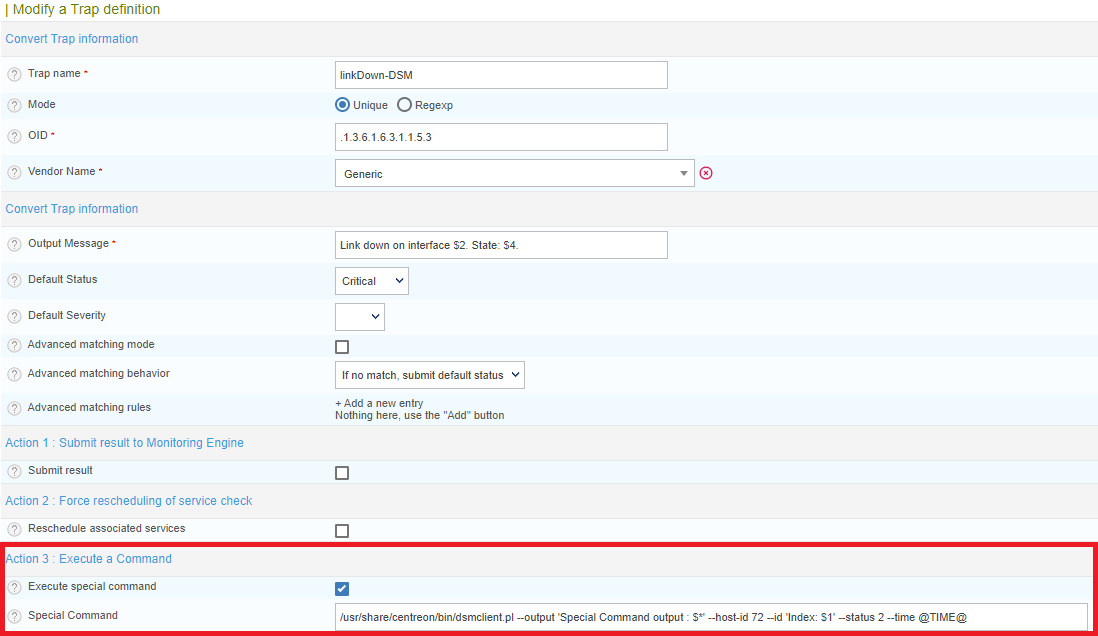 | Modify a Trap definition
Convert Trap information
? Trap name * linkDown-DSM
? Mode Unique Regexp
? OID * .1.3.6.1.6.3.1.1.5.3
? Vendor Name * Generic
Convert Trap information
? Output Message * Link down on interface $2. State: $4.
? Default Status Critical
? Default Severity
? Advanced matching mode
? Advanced matching behavior If no match, submit default status
? Advanced matching rules + Add a new entry
Nothing here, use the "Add" button
Action 1 : Submit result to Monitoring Engine
? Submit result
Action 2 : Force rescheduling of service check
? Reschedule associated services
Action 3 : Execute a Command
? Execute special command
? Special Command /usr/share/centreon/bin/dsmclient.pl --output 'Special Command output : $*' --host-id 72 --id 'Index: $1' --status 2 --time @TIME@